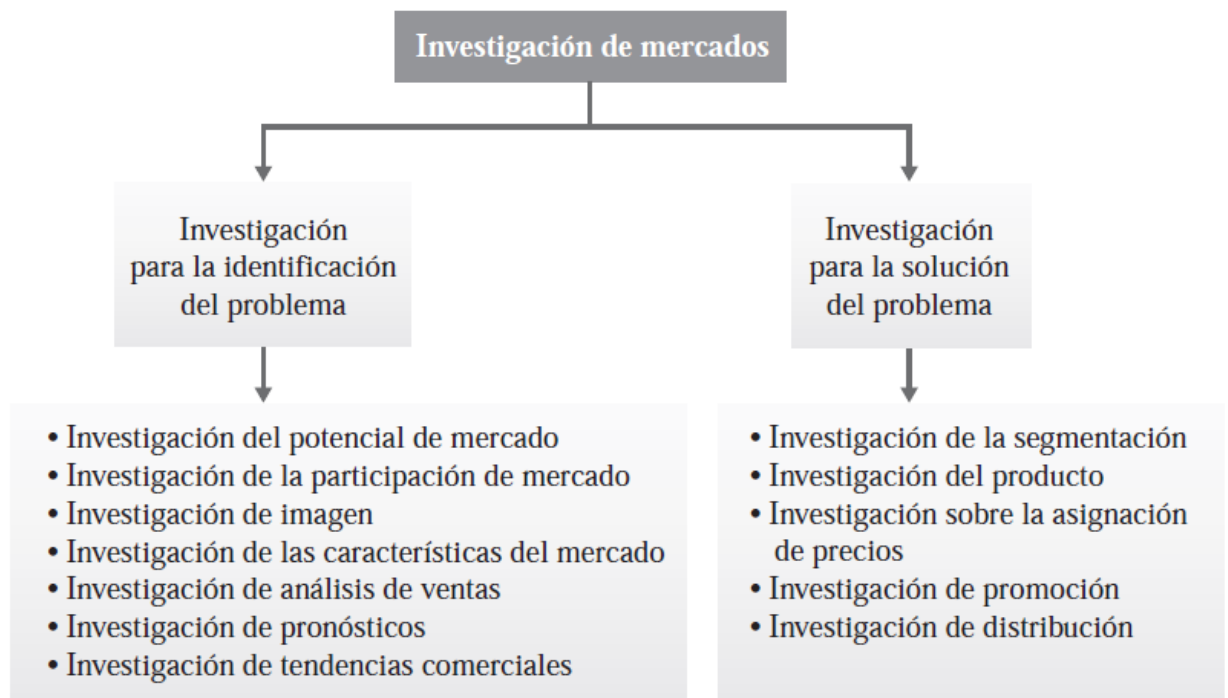 Investigación de mercados
Investigación
para la identificación
del problema
Investigación
para la solución
del problema
• Investigación del potencial de mercado
• Investigación de la participación de mercado
• Investigación de imagen
• Investigación de las características del mercado
• Investigación de análisis de ventas
• Investigación de pronósticos
• Investigación de tendencias comerciales
• Investigación de la segmentación
• Investigación del producto
• Investigación sobre la asignación
de precios
• Investigación de promoción
• Investigación de distribución